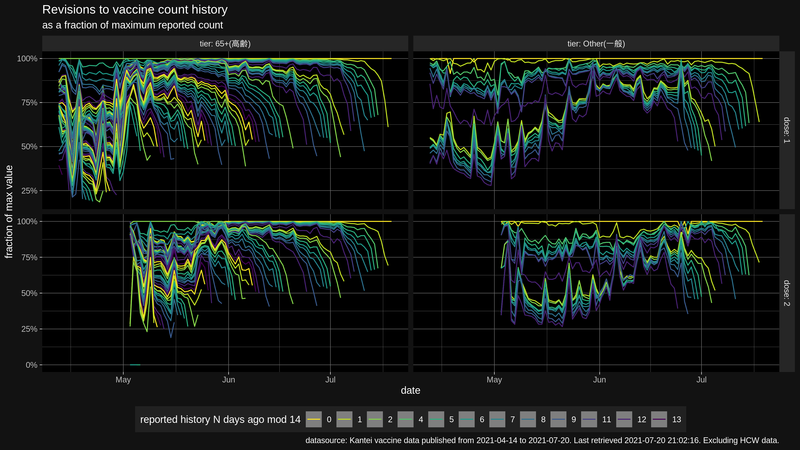 Revisions to vaccine count history
as a fraction of maximum reported count
tier: 65+(高齢)
tier: Other(一般)
fraction of max value
100%
75%
50%
25%
dose: 1
100%
75%
50%
25%
0%
dose: 2
May
Jun
Jul
May
Jun
Jul
date
reported history N days ago mod 14
0
1
2
4
5
6
7
8
9
11
12
13
datasource: Kantei vaccine data published from 2021-04-14 to 2021-07-20. Last retrieved 2021-07-20 21:02:16. Excluding HCW data.